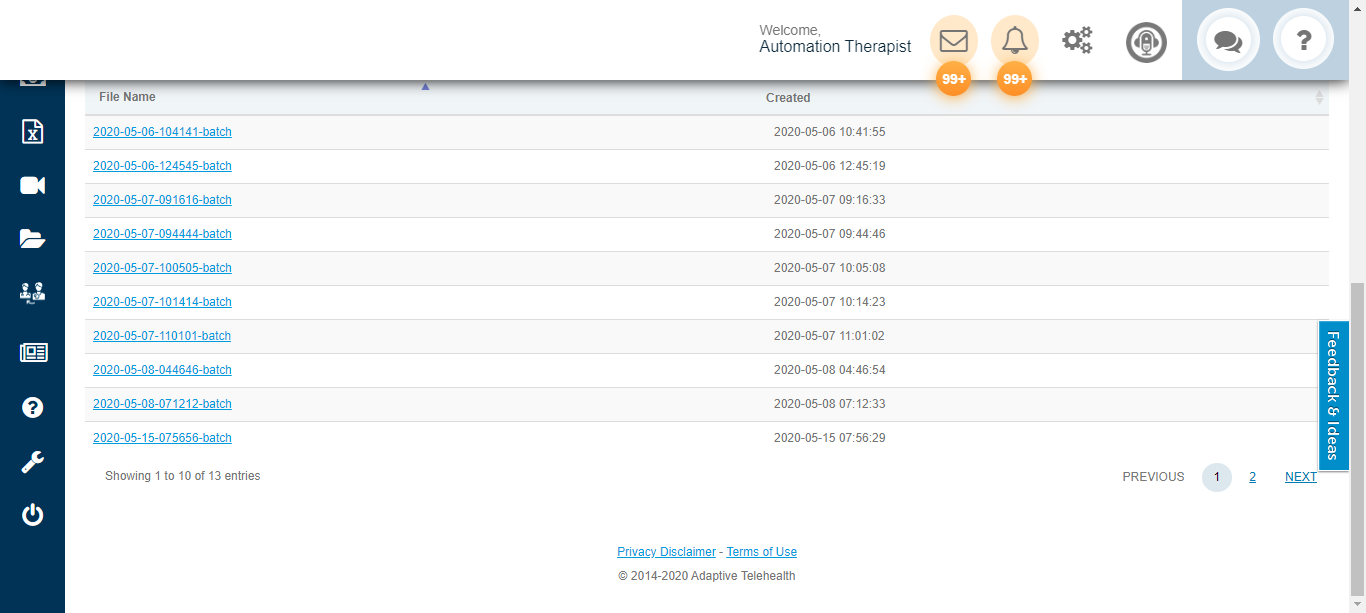 Welcome,
Automation Therapist
99+ 99+
?
File Name Created
2020-05-06-104141-batch 2020-05-06 10:41:55
2020-05-06-124545-batch 2020-05-06 12:45:19
2020-05-07-091616-batch 2020-05-07 09:16:33
2020-05-07-094444-batch 2020-05-07 09:44:46
2020-05-07-100505-batch 2020-05-07 10:05:08
2020-05-07-101414-batch 2020-05-07 10:14:23
2020-05-07-110101-batch 2020-05-07 11:01:02
2020-05-08-044646-batch 2020-05-08 04:46:54
2020-05-08-071212-batch 2020-05-08 07:12:33
2020-05-15-075656-batch 2020-05-15 07:56:29
Showing 1 to 10 of 13 entries PREVIOUS 1 2 NEXT
Feedback & Ideas
Privacy Disclaimer - Terms of Use
© 2014-2020 Adaptive Telehealth